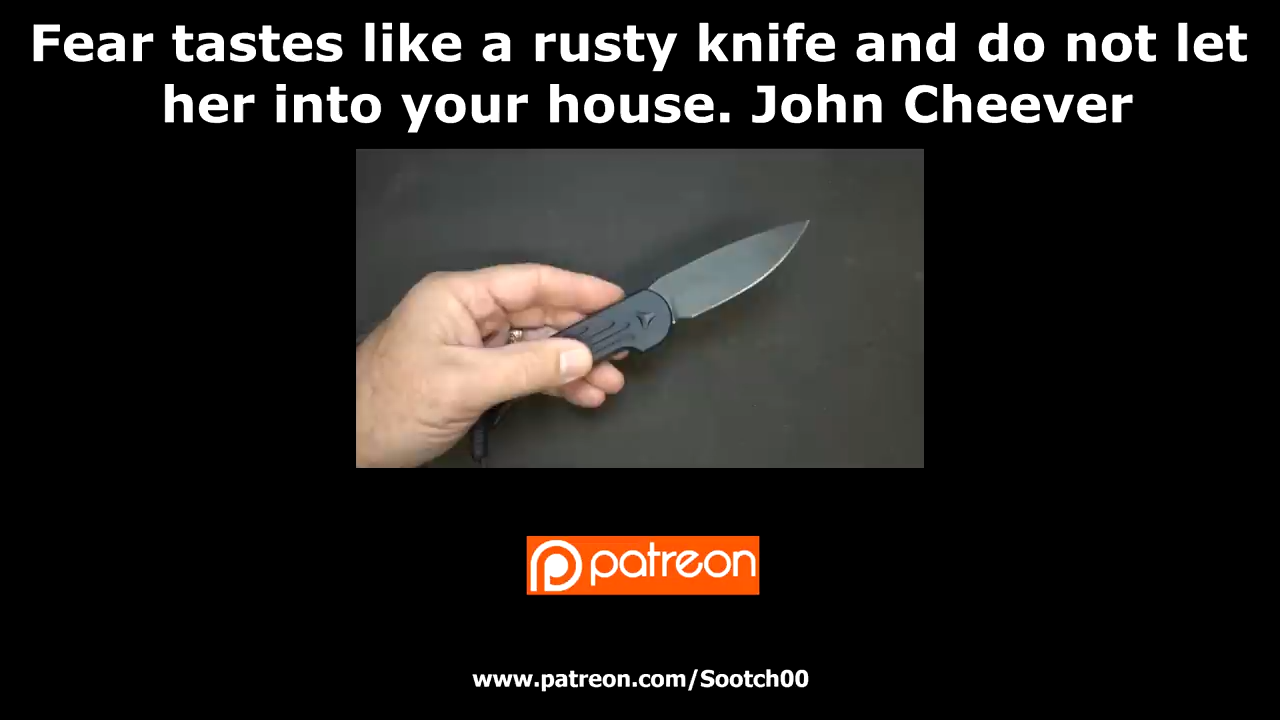 Fear tastes like a rusty knife and do not let
her into your house. John Cheever
patreon
www.patreon.com/Sootch00